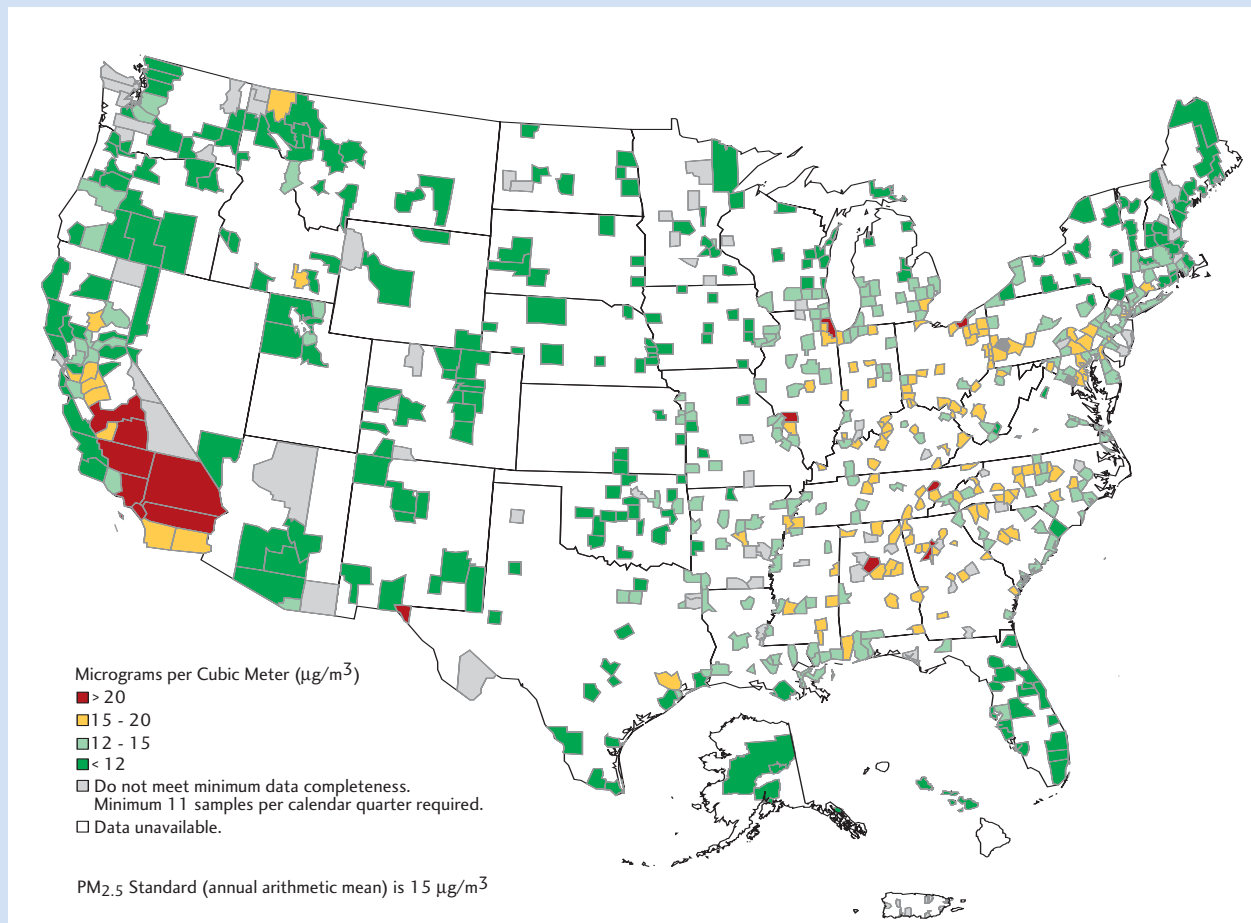 Micrograms per Cubic Meter (µg/m³)
> 20
15 - 20
12 - 15
< 12
Do not meet minimum data completeness.
Minimum 11 samples per calendar quarter required.
Data unavailable.
PM₂.₅ Standard (annual arithmetic mean) is 15 µg/m³